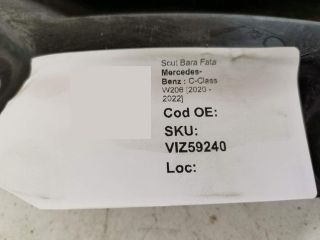 Scut Bara Fata
Mercedes-
Benz : C-Class
W206 [2020 -
2022]
Cod OE:
SKU:
VIZ59240
Loc: